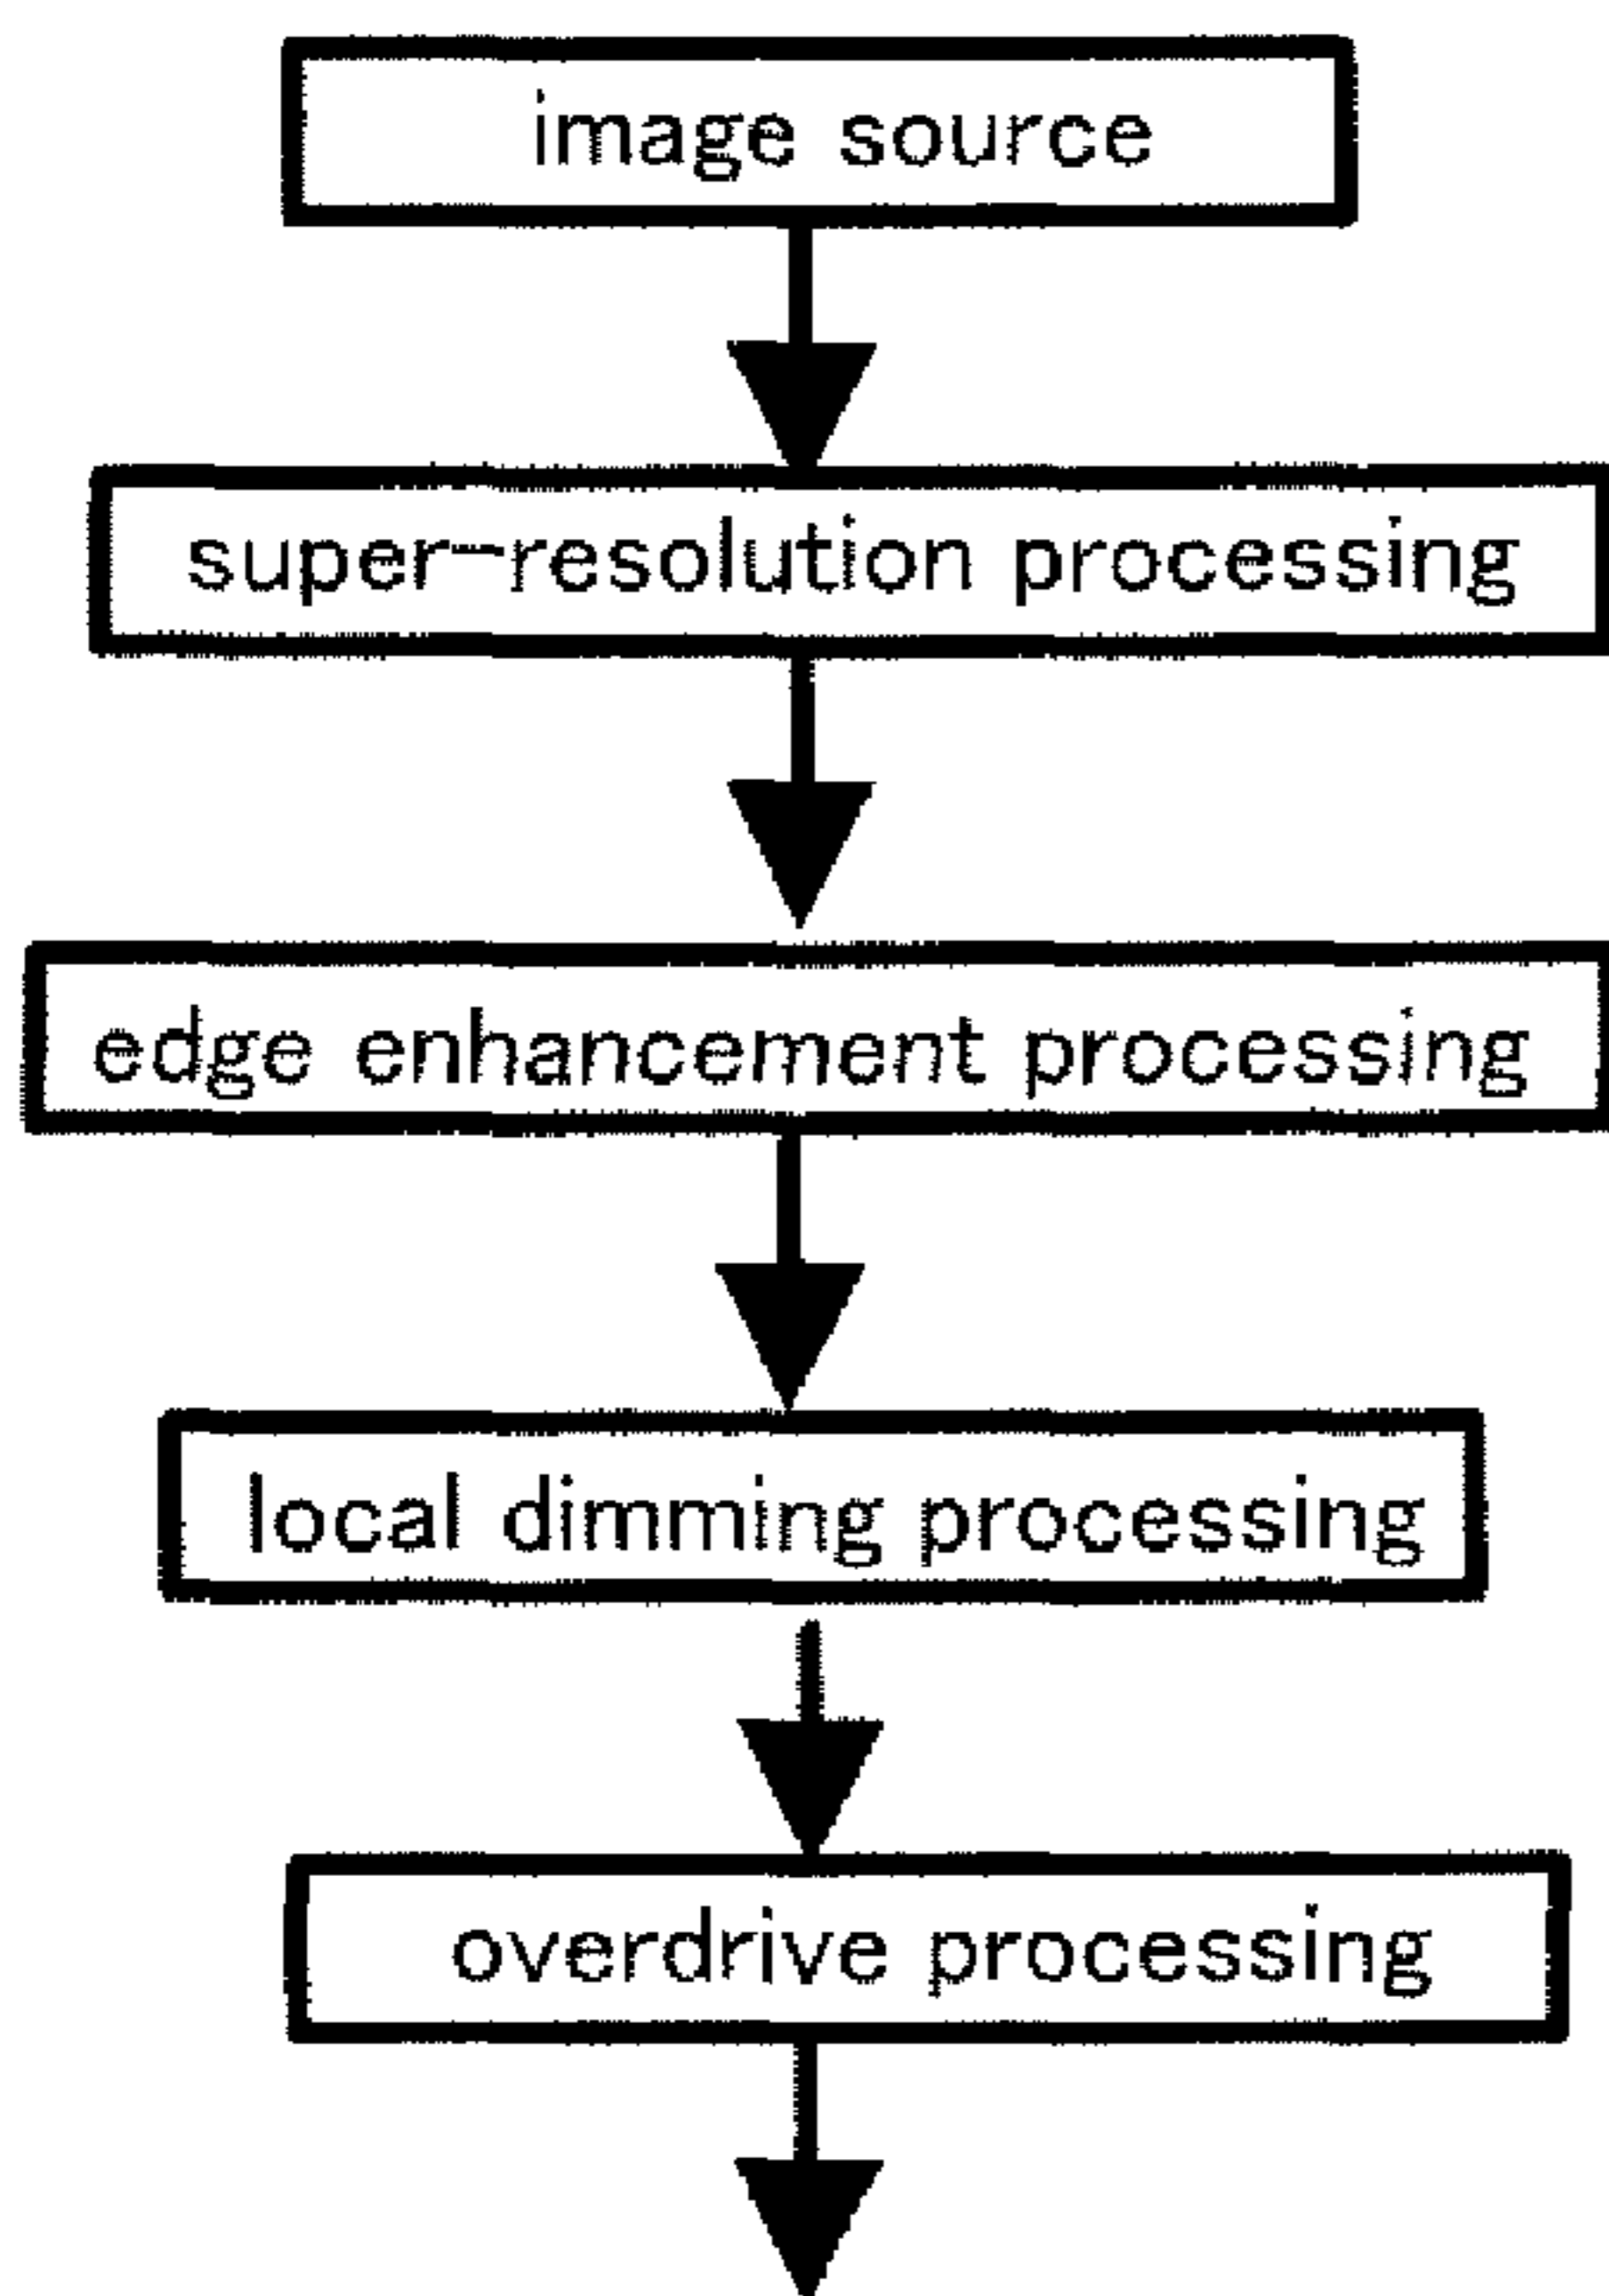 image source
super-resolution processing
edge enhancement processing
local dimming processing
overdrive processing